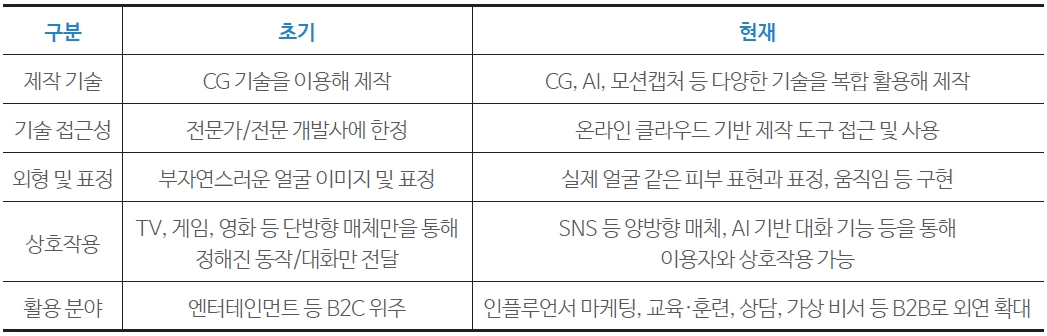 구분 초기 현재
제작 기술 CG 기술을 이용해 제작 CG, AI, 모션캡처 등 다양한 기술을 복합 활용해 제작
기술 접근성 전문가/전문 개발사에 한정 온라인 클라우드 기반 제작 도구 접근 및 사용
외형 및 표정 부자연스러운 얼굴 이미지 및 표정 실제 얼굴 같은 피부 표현과 표정, 움직임 등 구현
상호작용 TV, 게임, 영화 등 단방향 매체만을 통해
정해진 동작/대화만 전달
SNS 등 양방향 매체, AI 기반 대화 기능 등을 통해
이용자와 상호작용 가능
활용 분야 엔터테인먼트 등 B2C 위주 인플루언서 마케팅, 교육·훈련, 상담, 가상 비서 등 B2B로 외연 확대